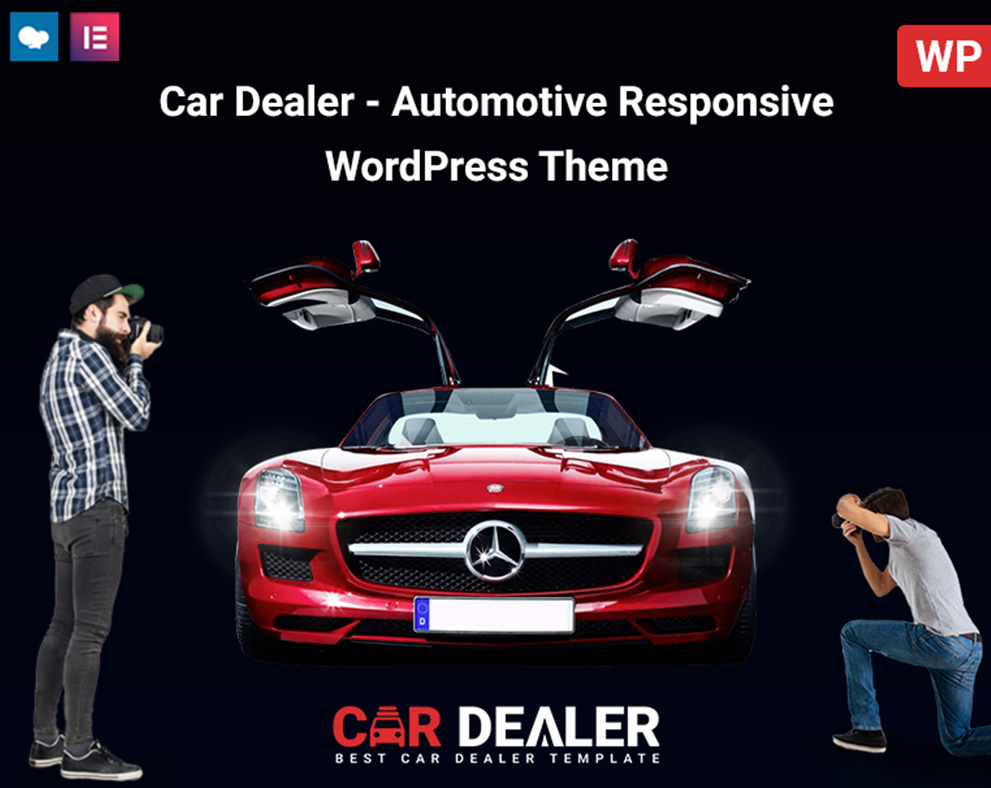 WP
Car Dealer - Automotive Responsive
WordPress Theme
D
CAR DEALER
BEST CAR DEALER TEMPLATE